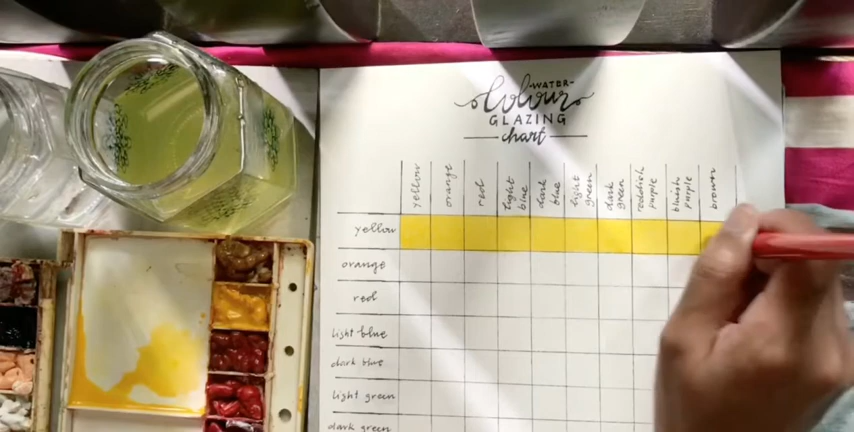 WATER-
Colour
GLAZING
chart
yellow
orange
red
light
blue
dark
blue
light
green
dark
green
reddish
purple
bluish
purple
brown
yellow
orange
red
light blue
dark blue
light green
dark green